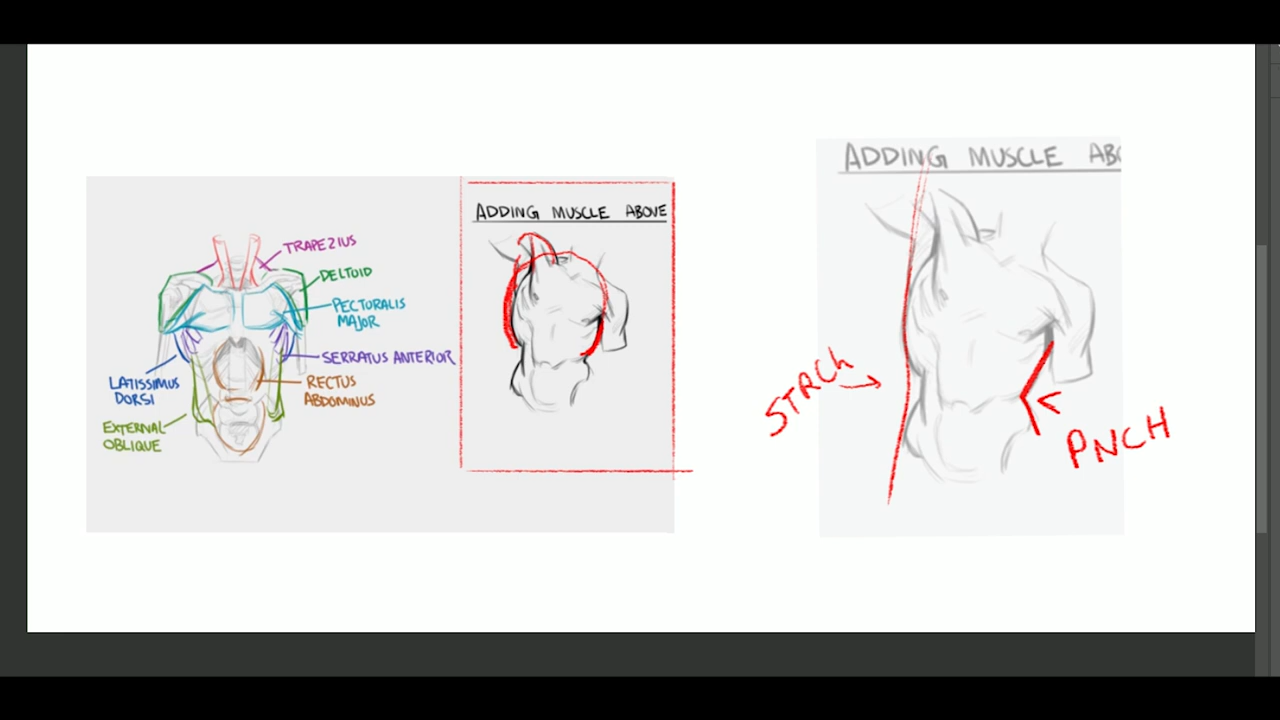 TRAPEZIUS
DELTOID
PECTORALIS
MAJOR
SERRATUS ANTERIOR
RECTUS
ABDOMINUS
LATISSIMUS
DORSI
EXTERNAL
OBLIQUE
ADDING MUSCLE ABOVE
ADDING MUSCLE ABO
STRCh
PNCH